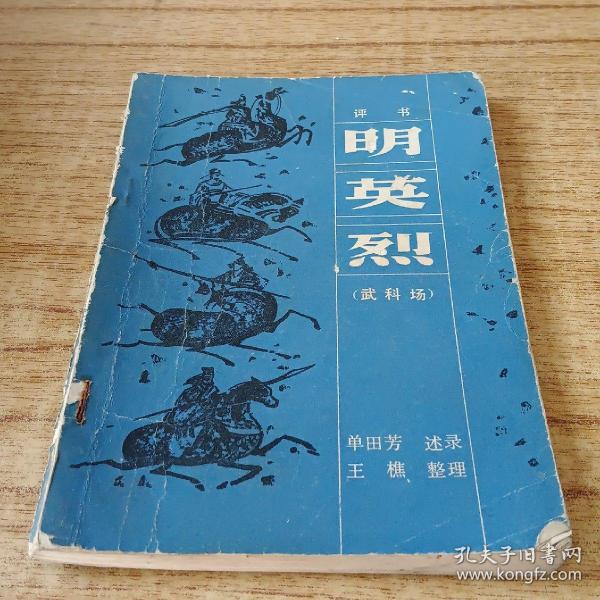 评书
明
英
烈
(武科场)
单田芳 述录
王樵 整理
孔夫子旧书网
www.kongfz.com